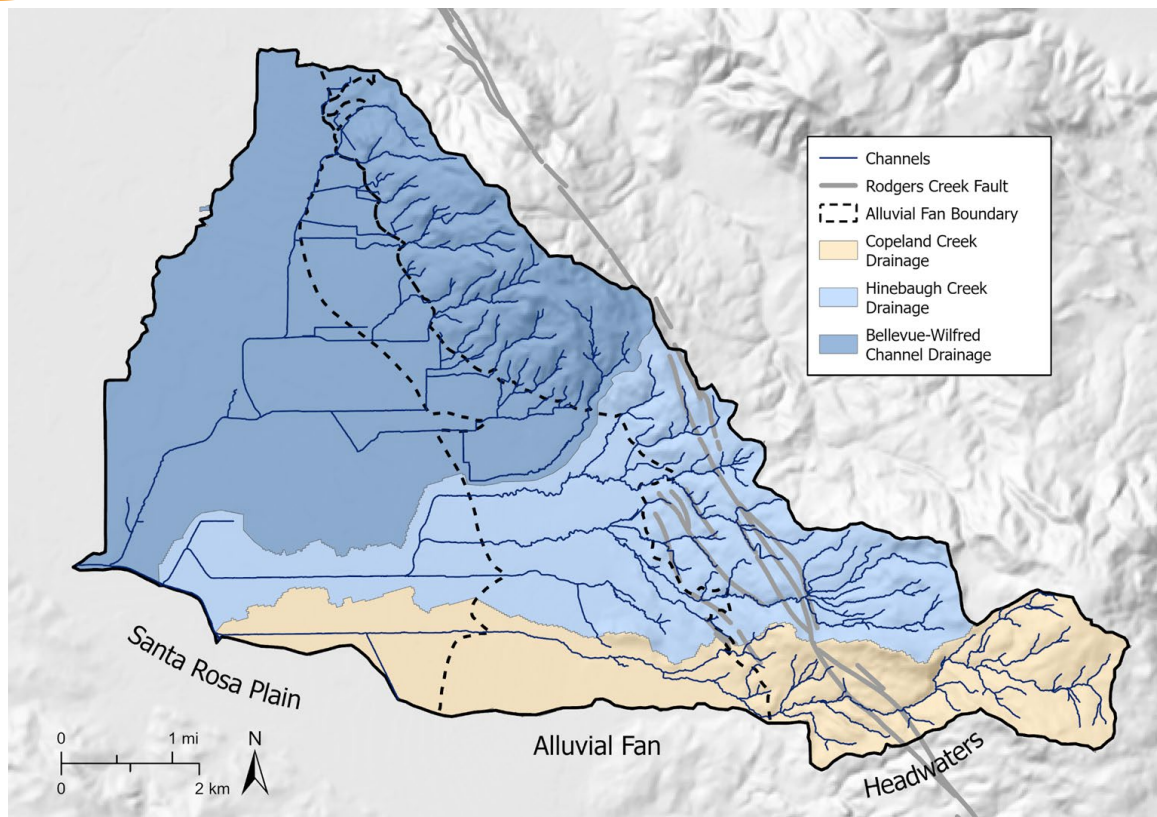 Channels
Rodgers Creek Fault
Alluvial Fan Boundary
Copeland Creek
Drainage
Hinebaugh Creek
Drainage
Bellevue-Wilfred
Channel Drainage
Santa Rosa Plain
Alluvial Fan
Headwaters
0 1 mi
0 2 km
N